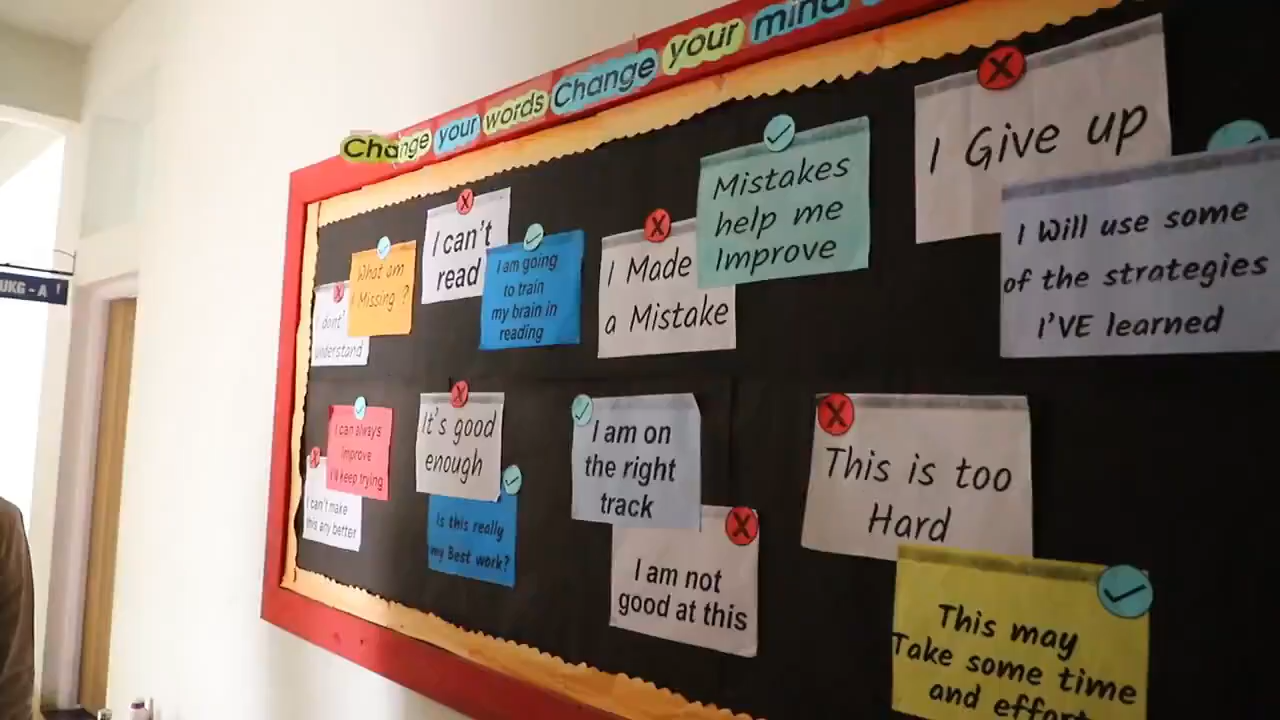 Change your words Change your mind
UKG - A
I don't
understand
What am
I Missing ?
I can't
read
I am going
to train
my brain in
reading
I Made
a Mistake
Mistakes
help me
Improve
I Give up
I Will use some
of the strategies
I'VE learned
I can always
improve
I'll keep trying
I can't make
this any better
It's good
enough
Is this really
my Best work?
I am on
the right
track
I am not
good at this
This is too
Hard
This may
Take some time
and effort